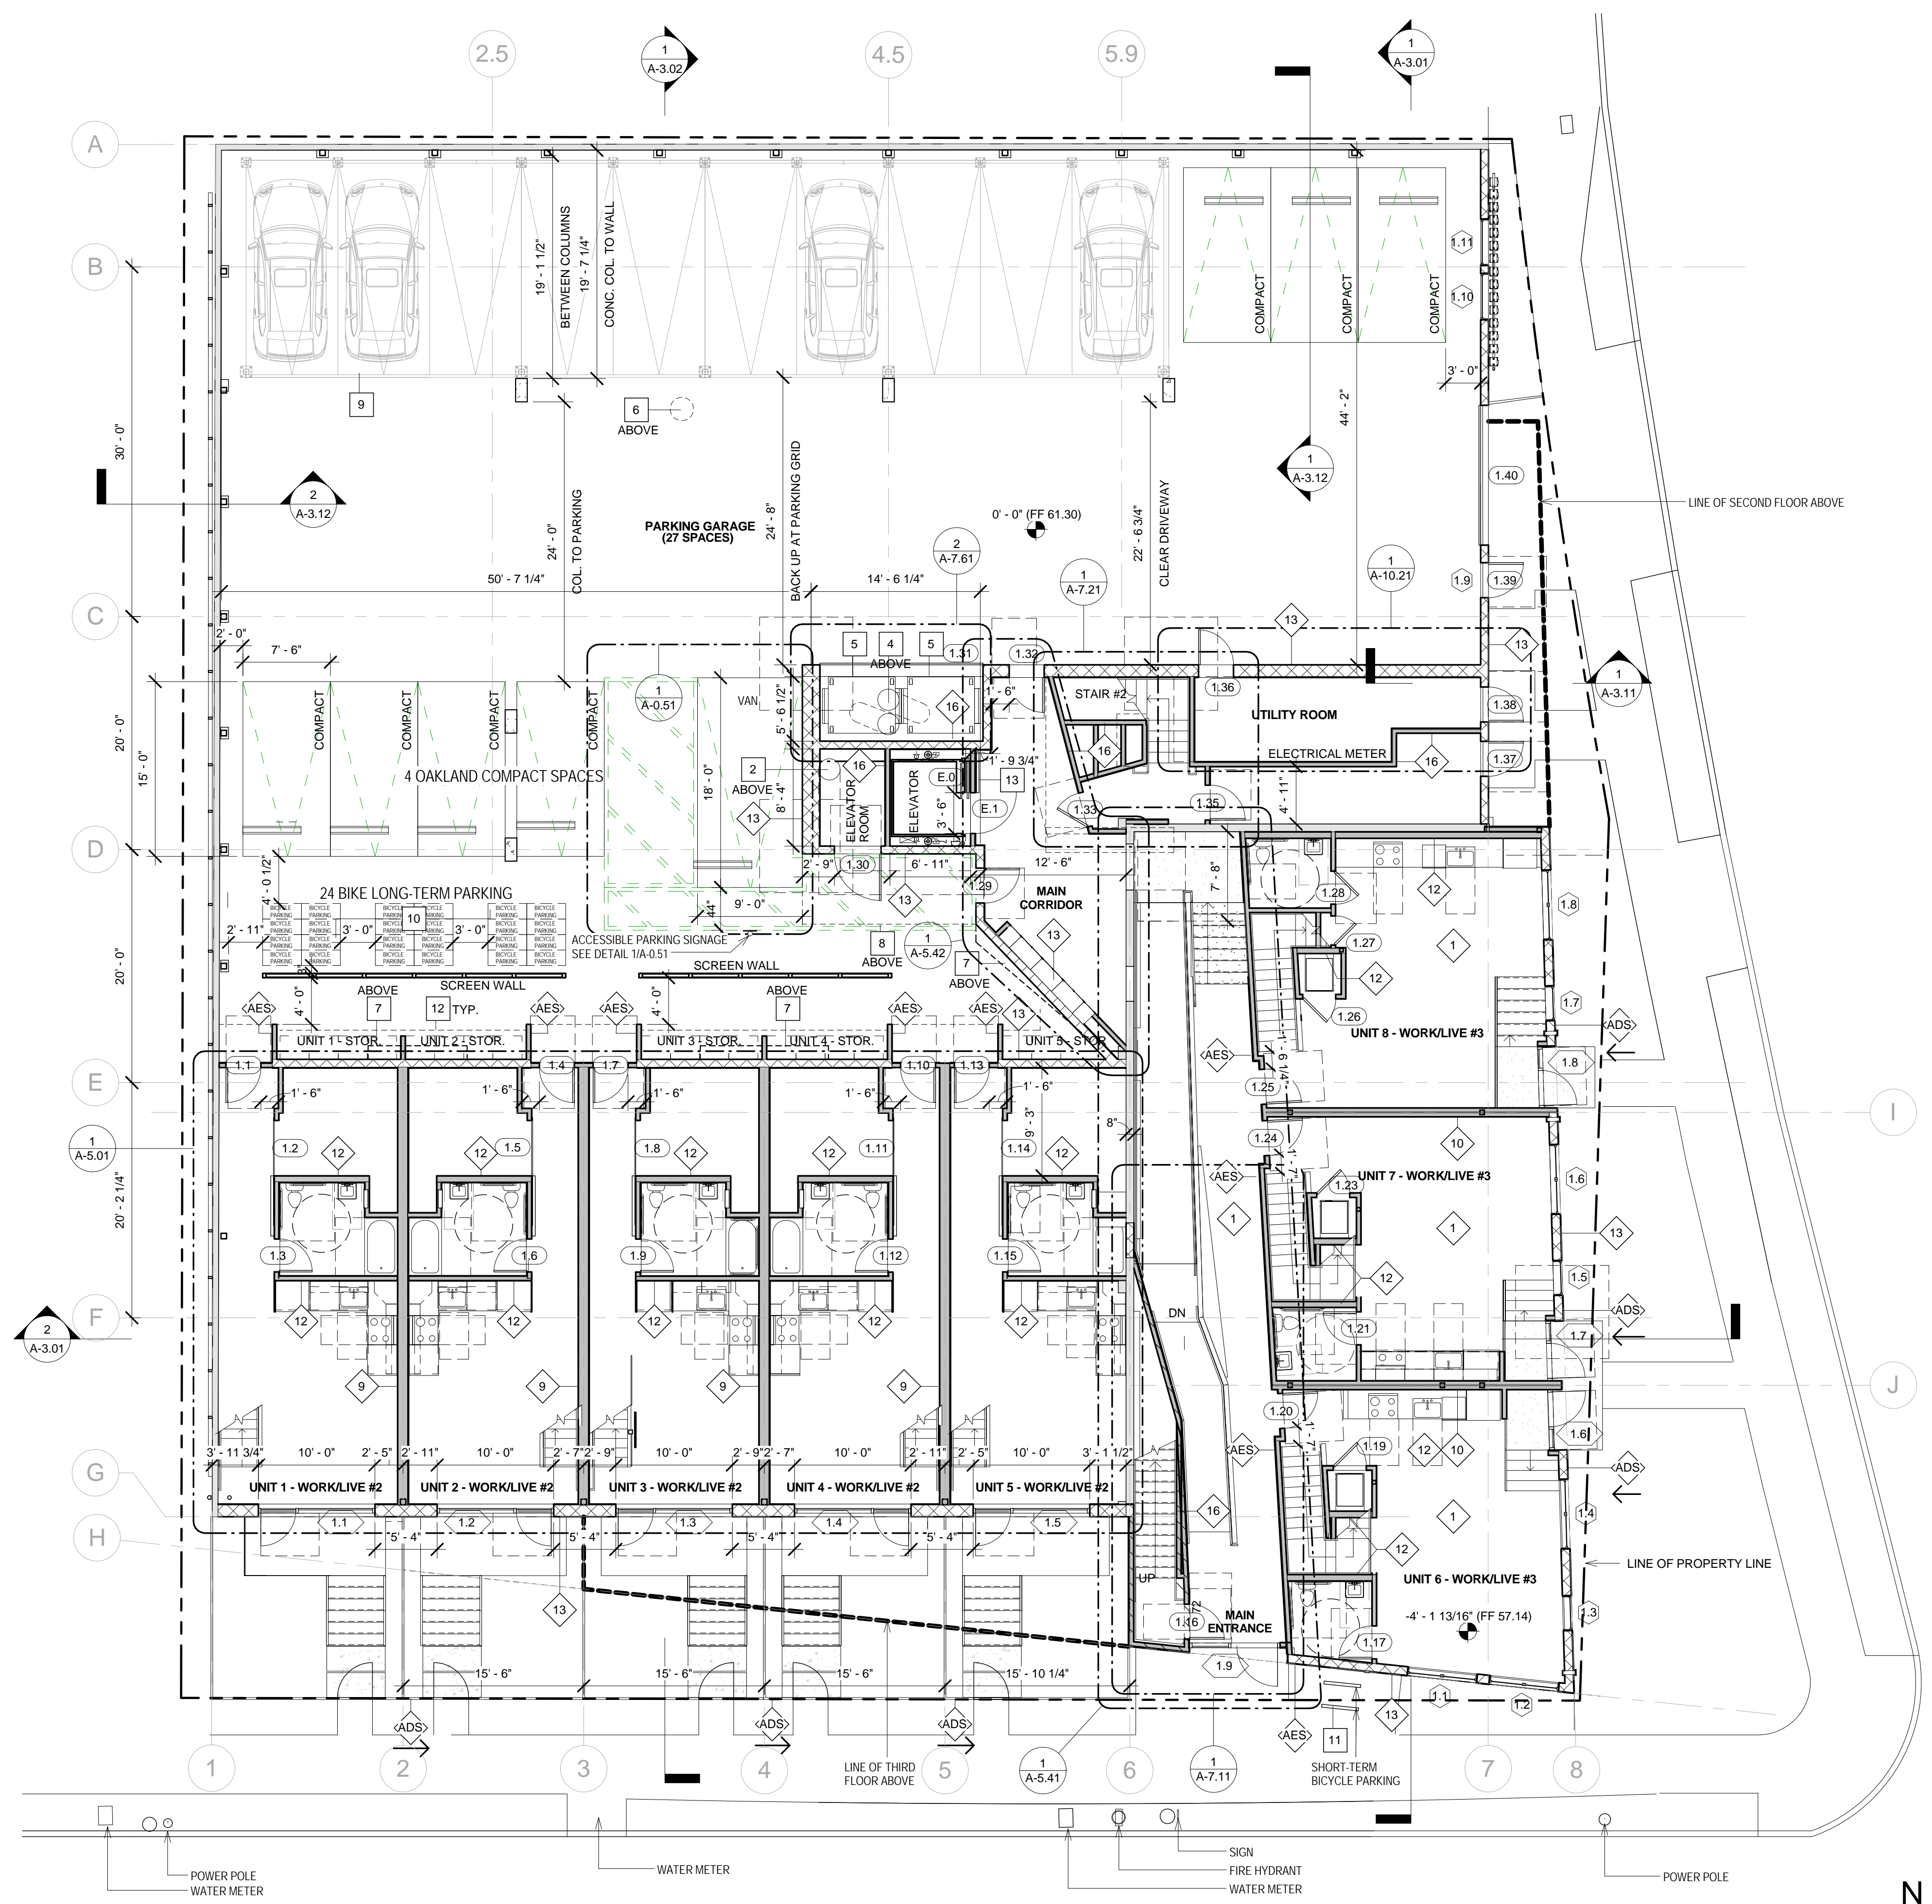 2.5
1
A-3.02
4.5
5.9
1
A-3.01
A
B
19' - 1 1/2"
BETWEEN COLUMNS
19' - 7 1/4"
CONC. COL. TO WALL
COMPACT
COMPACT
COMPACT
1.11
1.10
3' - 0"
44' - 2"
9
6
ABOVE
30' - 0"
2
A-3.12
1
A-3.12
1.40
LINE OF SECOND FLOOR ABOVE
PARKING GARAGE
(27 SPACES)
0' - 0" (FF 61.30)
24' - 0"
COL. TO PARKING
24' - 8"
BACK UP AT PARKING GRID
22' - 6 3/4"
CLEAR DRIVEWAY
2
A-7.61
1
A-7.21
1
A-10.21
50' - 7 1/4"
14' - 6 1/4"
1.9
1.39
C
2' - 0"
7' - 6"
5
4
5
ABOVE
1.31
1.32
13
13
1
A-3.11
1
A-0.51
VAN
5' - 6 1/2"
16
1' - 6"
STAIR #2
1.36
UTILITY ROOM
1.38
COMPACT
COMPACT
COMPACT
COMPACT
20' - 0"
15' - 0"
4 OAKLAND COMPACT SPACES
18' - 0"
2
ABOVE
16
E.0
1' - 9 3/4"
13
16
ELECTRICAL METER
16
1.37
8' - 4"
13
ELEVATOR
ROOM
ELEVATOR
3' - 6"
E.1
1.33
1.35
4' - 11"
D
4' - 0 1/2"
2' - 9"
1.30
6' - 11"
12' - 6"
7' - 8"
1.29
1.28
12
1.8
24 BIKE LONG-TERM PARKING
BICYCLE PARKING
BICYCLE PARKING
BICYCLE PARKING
BICYCLE PARKING
10
2' - 11"
3' - 0"
3' - 0"
44"
9' - 0"
13
MAIN
CORRIDOR
13
1.27
1
ACCESSIBLE PARKING SIGNAGE
SEE DETAIL 1/A-0.51
8
ABOVE
1
A-5.42
7
ABOVE
12
20' - 0"
3"
4' - 0"
SCREEN WALL
SCREEN WALL
4' - 0"
ABOVE
7
12
TYP.
ABOVE
7
1.26
1.7
AES
AES
AES
AES
AES
13
UNIT 8 - WORK/LIVE #3
ADS
UNIT 1 - STOR.
UNIT 2 - STOR.
UNIT 3 - STOR.
UNIT 4 - STOR.
UNIT 5 - STOR.
AES
1.1
1.4
1.7
1.10
1.13
1.8
E
1' - 6"
1' - 6"
1' - 6"
1' - 6"
1' - 6"
1.25
1' - 6 1/4"
I
1
A-5.01
9' - 3"
8"
1.24
10
1.2
12
12
1.5
1.8
12
12
1.11
1.14
12
AES
1' - 7"
UNIT 7 - WORK/LIVE #3
1.6
20' - 2 1/4"
1.23
1
1
13
1.3
1.6
1.9
1.12
1.15
12
1.5
F
2
A-3.01
12
12
12
12
12
DN
1.21
ADS
1.7
9
9
9
9
J
1.20
1' - 7"
1.6
3' - 11 3/4"
10' - 0"
2' - 5"
2' - 11"
10' - 0"
2' - 7"
2' - 9"
10' - 0"
2' - 9"
2' - 7"
10' - 0"
2' - 11"
2' - 5"
10' - 0"
3' - 1 1/2"
AES
1.19
12
10
ADS
G
UNIT 1 - WORK/LIVE #2
UNIT 2 - WORK/LIVE #2
UNIT 3 - WORK/LIVE #2
UNIT 4 - WORK/LIVE #2
UNIT 5 - WORK/LIVE #2
16
1
1.4
H
1.1
1.2
1.3
1.4
1.5
5' - 4"
5' - 4"
5' - 4"
5' - 4"
12
LINE OF PROPERTY LINE
UP
UNIT 6 - WORK/LIVE #3
13
72
1.16
MAIN
ENTRANCE
-4' - 1 13/16" (FF 57.14)
1.3
1.17
1.9
15' - 6"
15' - 6"
15' - 6"
15' - 10 1/4"
1.1
1.2
ADS
ADS
ADS
AES
11
13
1
2
3
4
5
6
7
8
LINE OF THIRD
FLOOR ABOVE
1
A-5.41
1
A-7.11
SHORT-TERM
BICYCLE PARKING
POWER POLE
WATER METER
WATER METER
SIGN
FIRE HYDRANT
WATER METER
POWER POLE
N